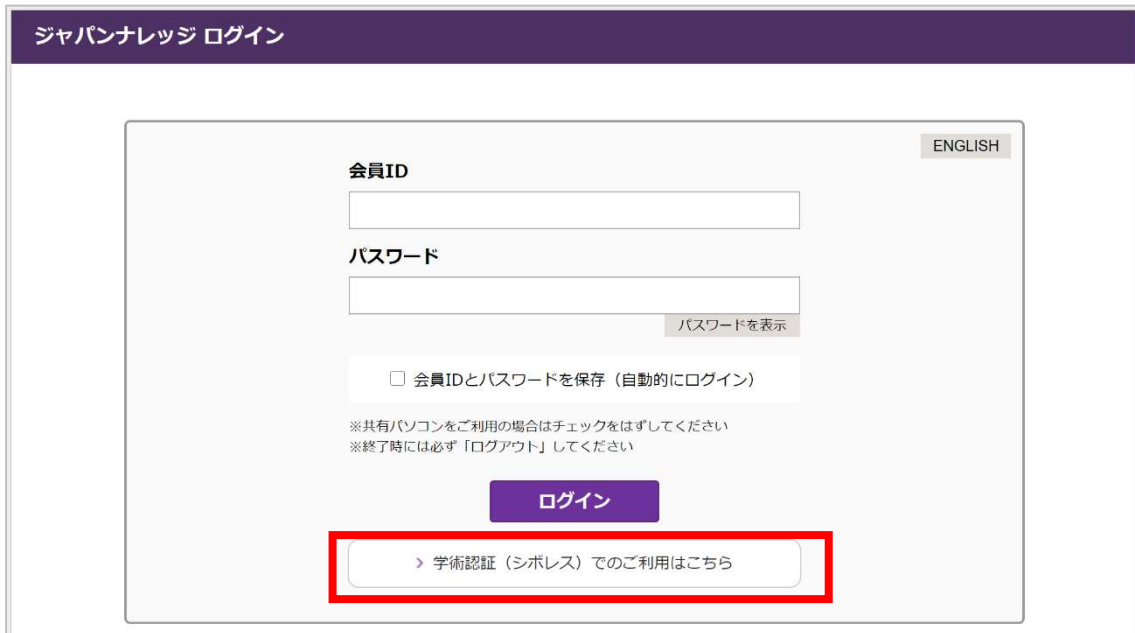 ジャパンナレッジ ログイン
ENGLISH
会員ID
パスワード
パスワードを表示
会員IDとパスワードを保存（自動的にログイン）
※共有パソコンをご利用の場合はチェックをはずしてください
※終了時には必ず「ログアウト」してください
ログイン
› 学術認証（シボレス）でのご利用はこちら